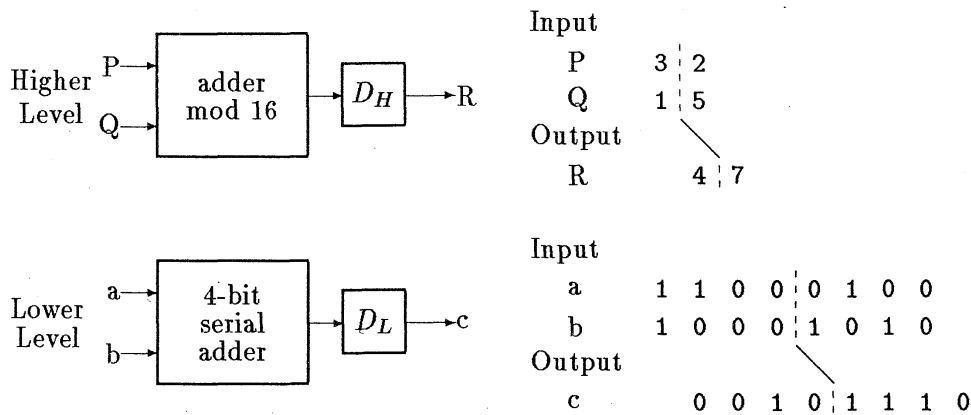 Higher
Level
P
Q
adder
mod 16
D_H
R
Input
P 3 2
Q 1 5
Output
R 4 7
Lower
Level
a
b
4-bit
serial
adder
D_L
c
Input
a 1 1 0 0 0 1 0 0
b 1 0 0 0 1 0 1 0
Output
c 0 0 1 0 1 1 1 0